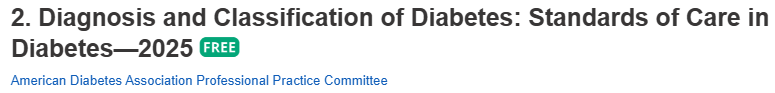 2. Diagnosis and Classification of Diabetes: Standards of Care in
Diabetes—2025 FREE
American Diabetes Association Professional Practice Committee